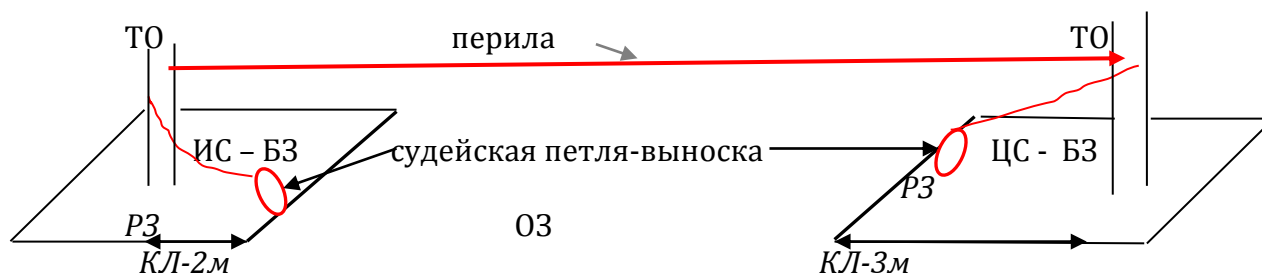 ТО перила ТО
ИС – БЗ судейская петля-выноска ЦС - БЗ
РЗ
РЗ ОЗ
КЛ-2м КЛ-3м